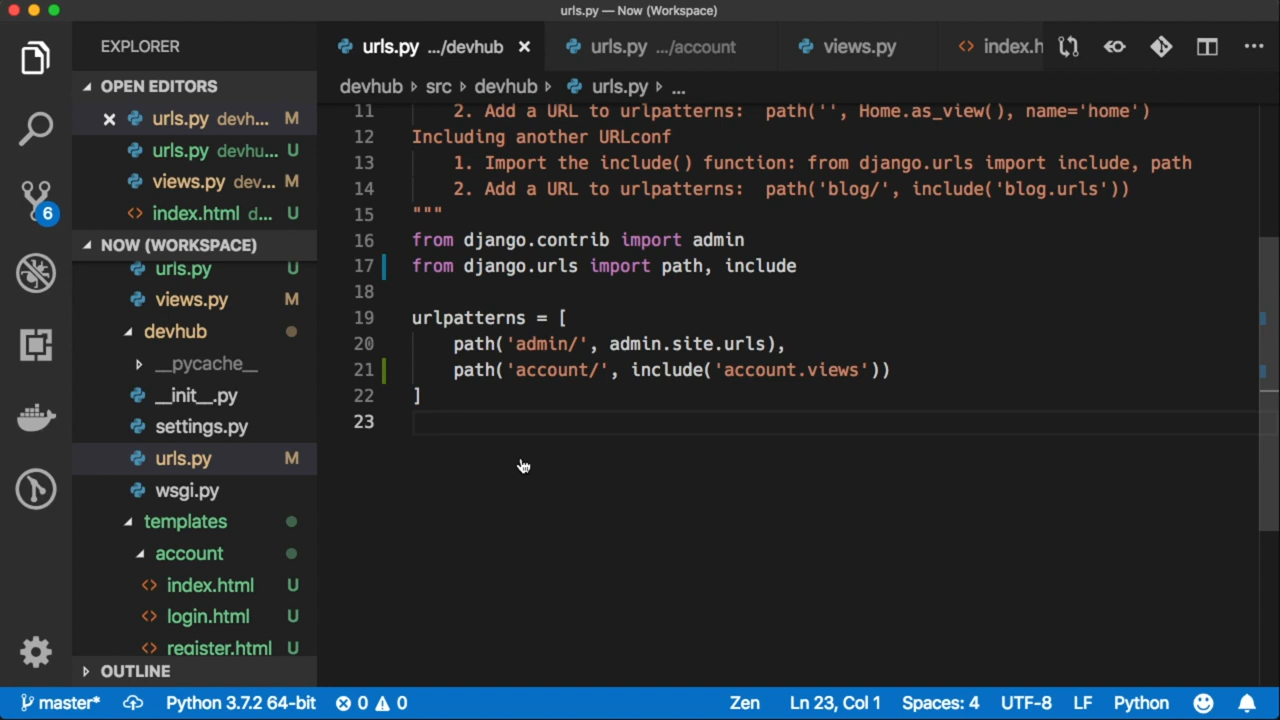 urls.py — Now (Workspace)
EXPLORER
urls.py .../devhub
urls.py .../account
views.py
index.h
OPEN EDITORS
devhub src devhub urls.py ...
urls.py devh... M
urls.py devhu... U
views.py dev... M
index.html d... U
NOW (WORKSPACE)
urls.py U
views.py M
devhub
__pycache__
__init__.py
settings.py
urls.py M
wsgi.py
templates
account
index.html U
login.html U
register.html U
OUTLINE
11 2. Add a URL to urlpatterns: path('', Home.as_view(), name='home')
12 Including another URLconf
13 1. Import the include() function: from django.urls import include, path
14 2. Add a URL to urlpatterns: path('blog/', include('blog.urls'))
15 """
16 from django.contrib import admin
17 from django.urls import path, include
18
19 urlpatterns = [
20 path('admin/', admin.site.urls),
21 path('account/', include('account.views'))
22 ]
23
6
master* Python 3.7.2 64-bit 0 0 Zen Ln 23, Col 1 Spaces: 4 UTF-8 LF Python